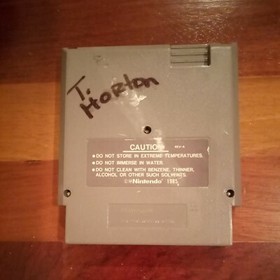 T.
HORTON
CAUTION
•DO NOT STORE IN EXTREME TEMPERATURES.
•DO NOT IMMERSE IN WATER.
•DO NOT CLEAN WITH BENZENE, THINNER,
ALCOHOL OR OTHER SUCH SOLVENTS.
©Nintendo 1985